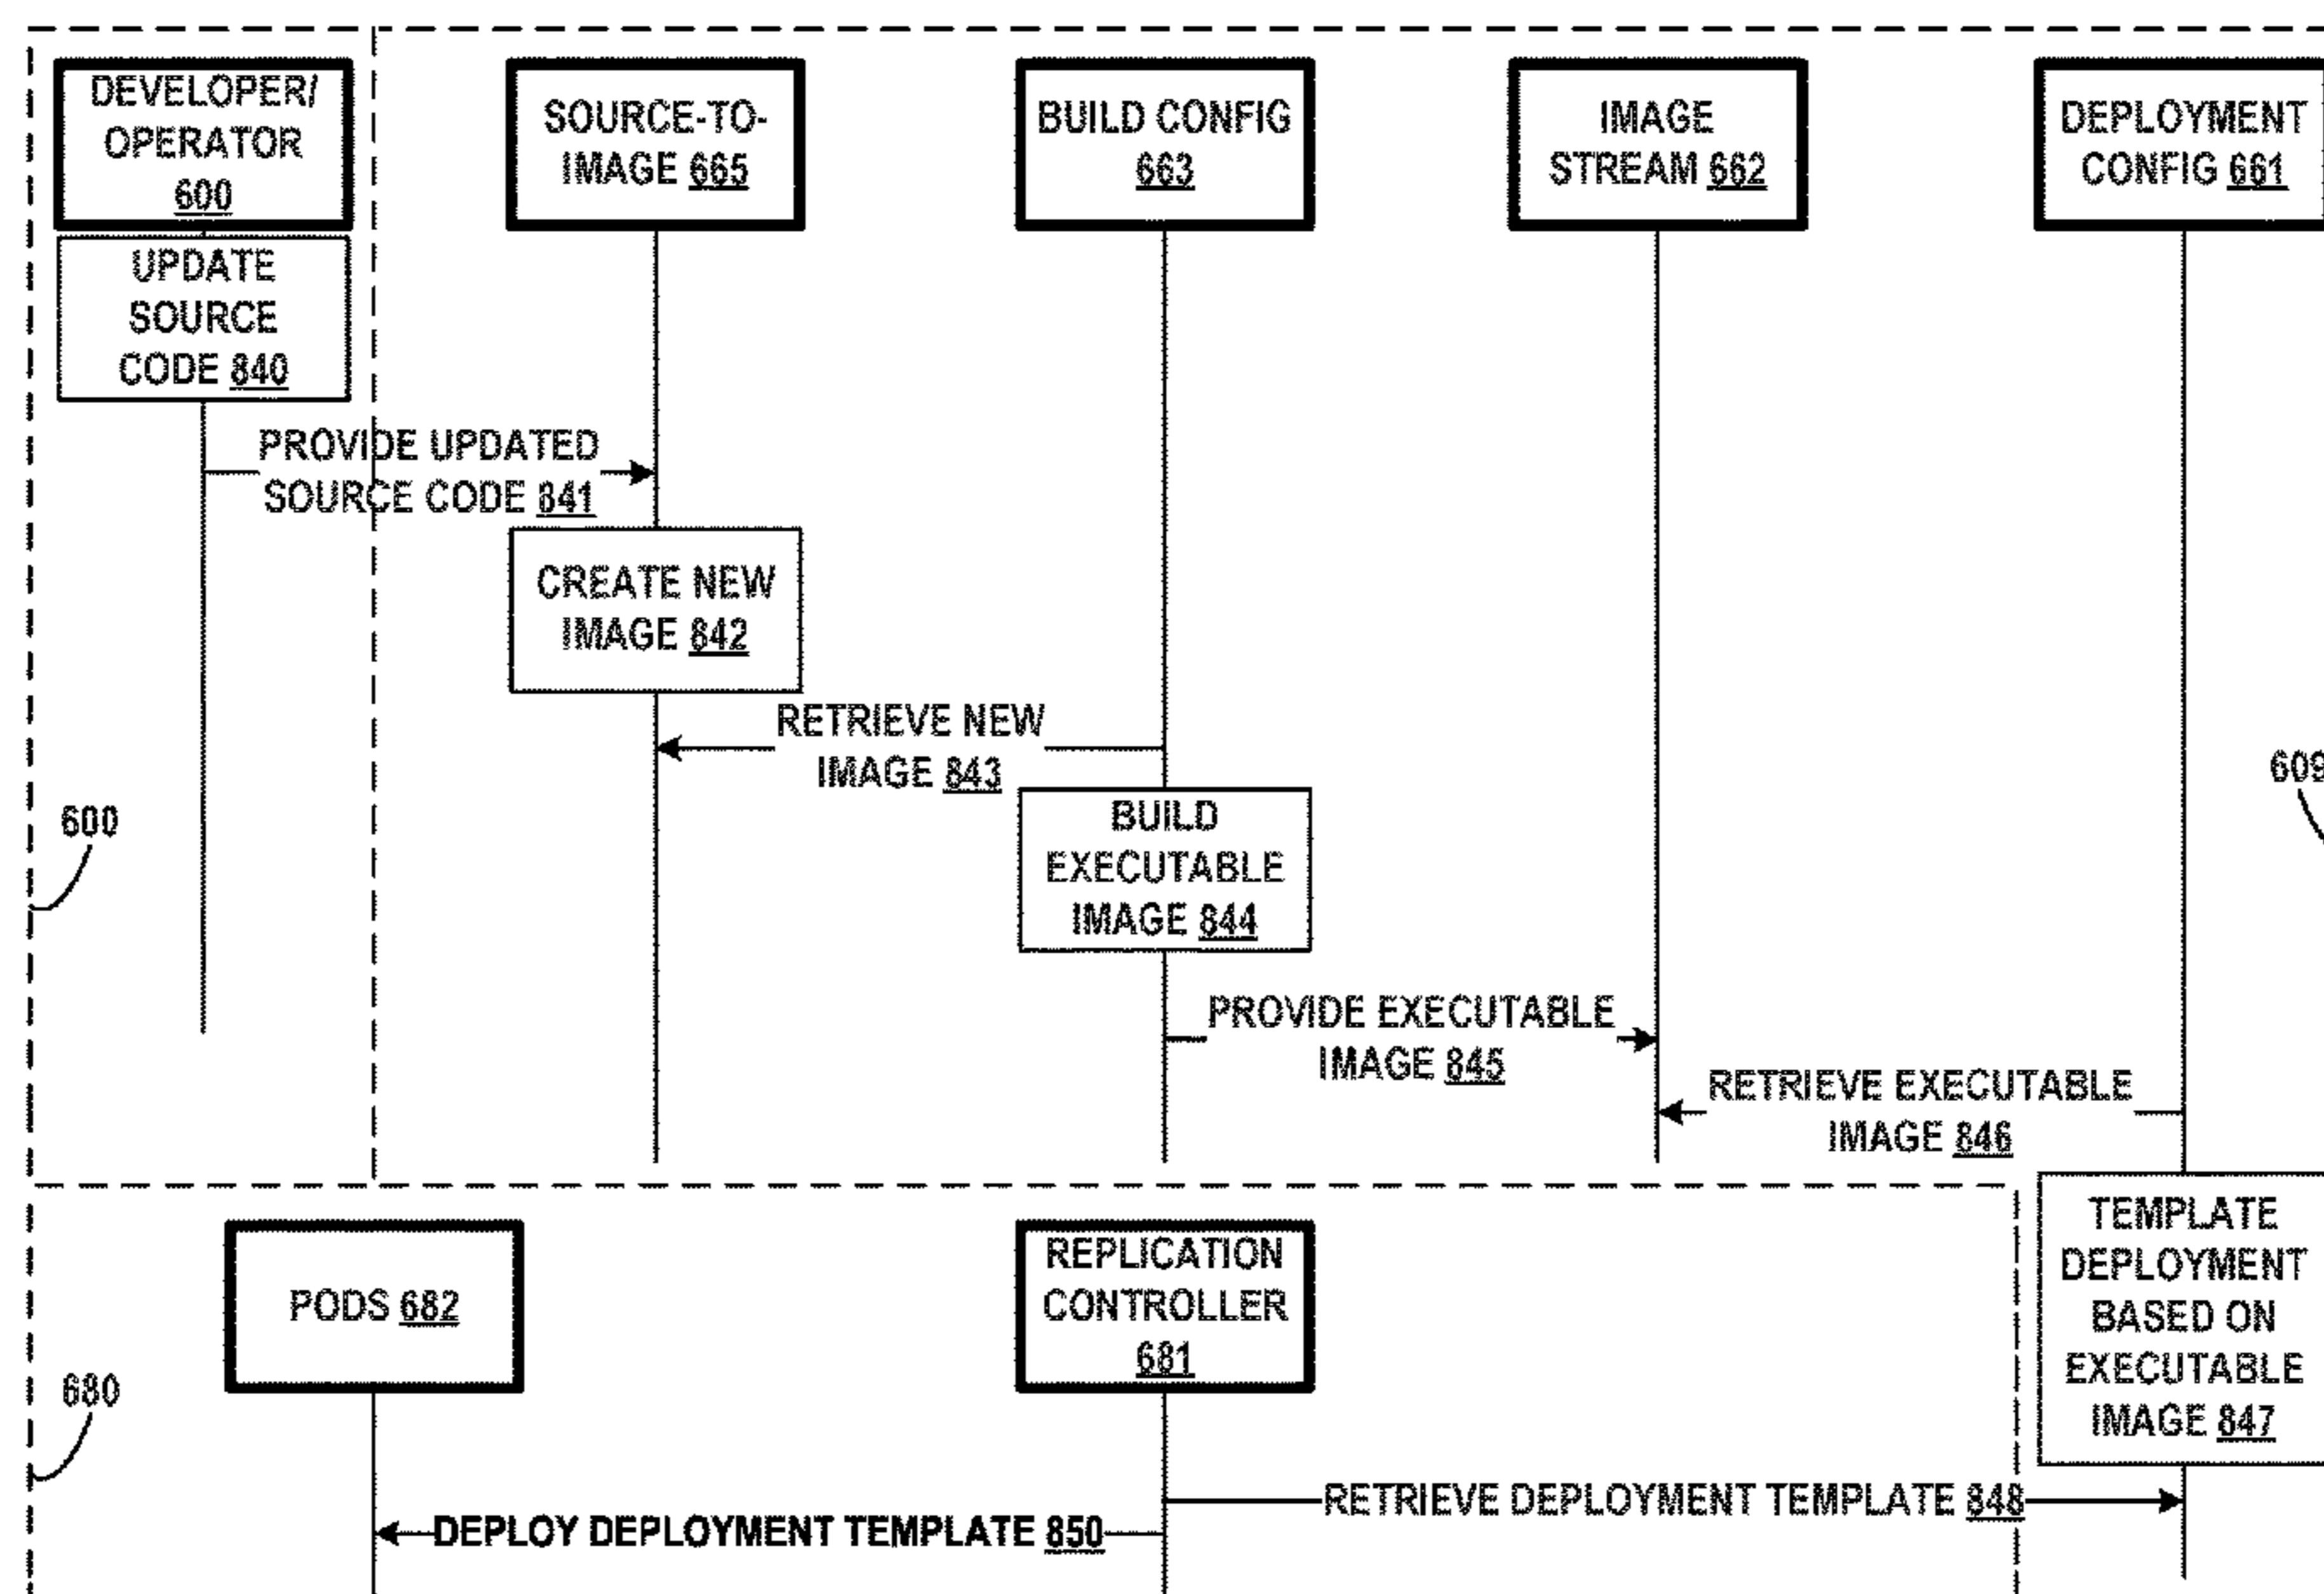 DEVELOPER/
OPERATOR
600
SOURCE-TO-
IMAGE 665
BUILD CONFIG
663
IMAGE
STREAM 662
DEPLOYMENT
CONFIG 661
UPDATE
SOURCE
CODE 840
PROVIDE UPDATED
SOURCE CODE 841
CREATE NEW
IMAGE 842
RETRIEVE NEW
IMAGE 843
609
600
BUILD
EXECUTABLE
IMAGE 844
PROVIDE EXECUTABLE
IMAGE 845
RETRIEVE EXECUTABLE
IMAGE 846
PODS 682
REPLICATION
CONTROLLER
681
TEMPLATE
DEPLOYMENT
BASED ON
EXECUTABLE
IMAGE 847
680
RETRIEVE DEPLOYMENT TEMPLATE 848
DEPLOY DEPLOYMENT TEMPLATE 850